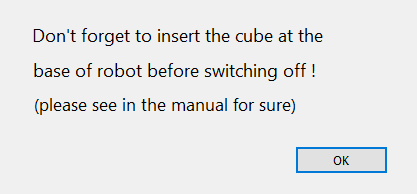 Don't forget to insert the cube at the
base of robot before switching off !
(please see in the manual for sure)
OK